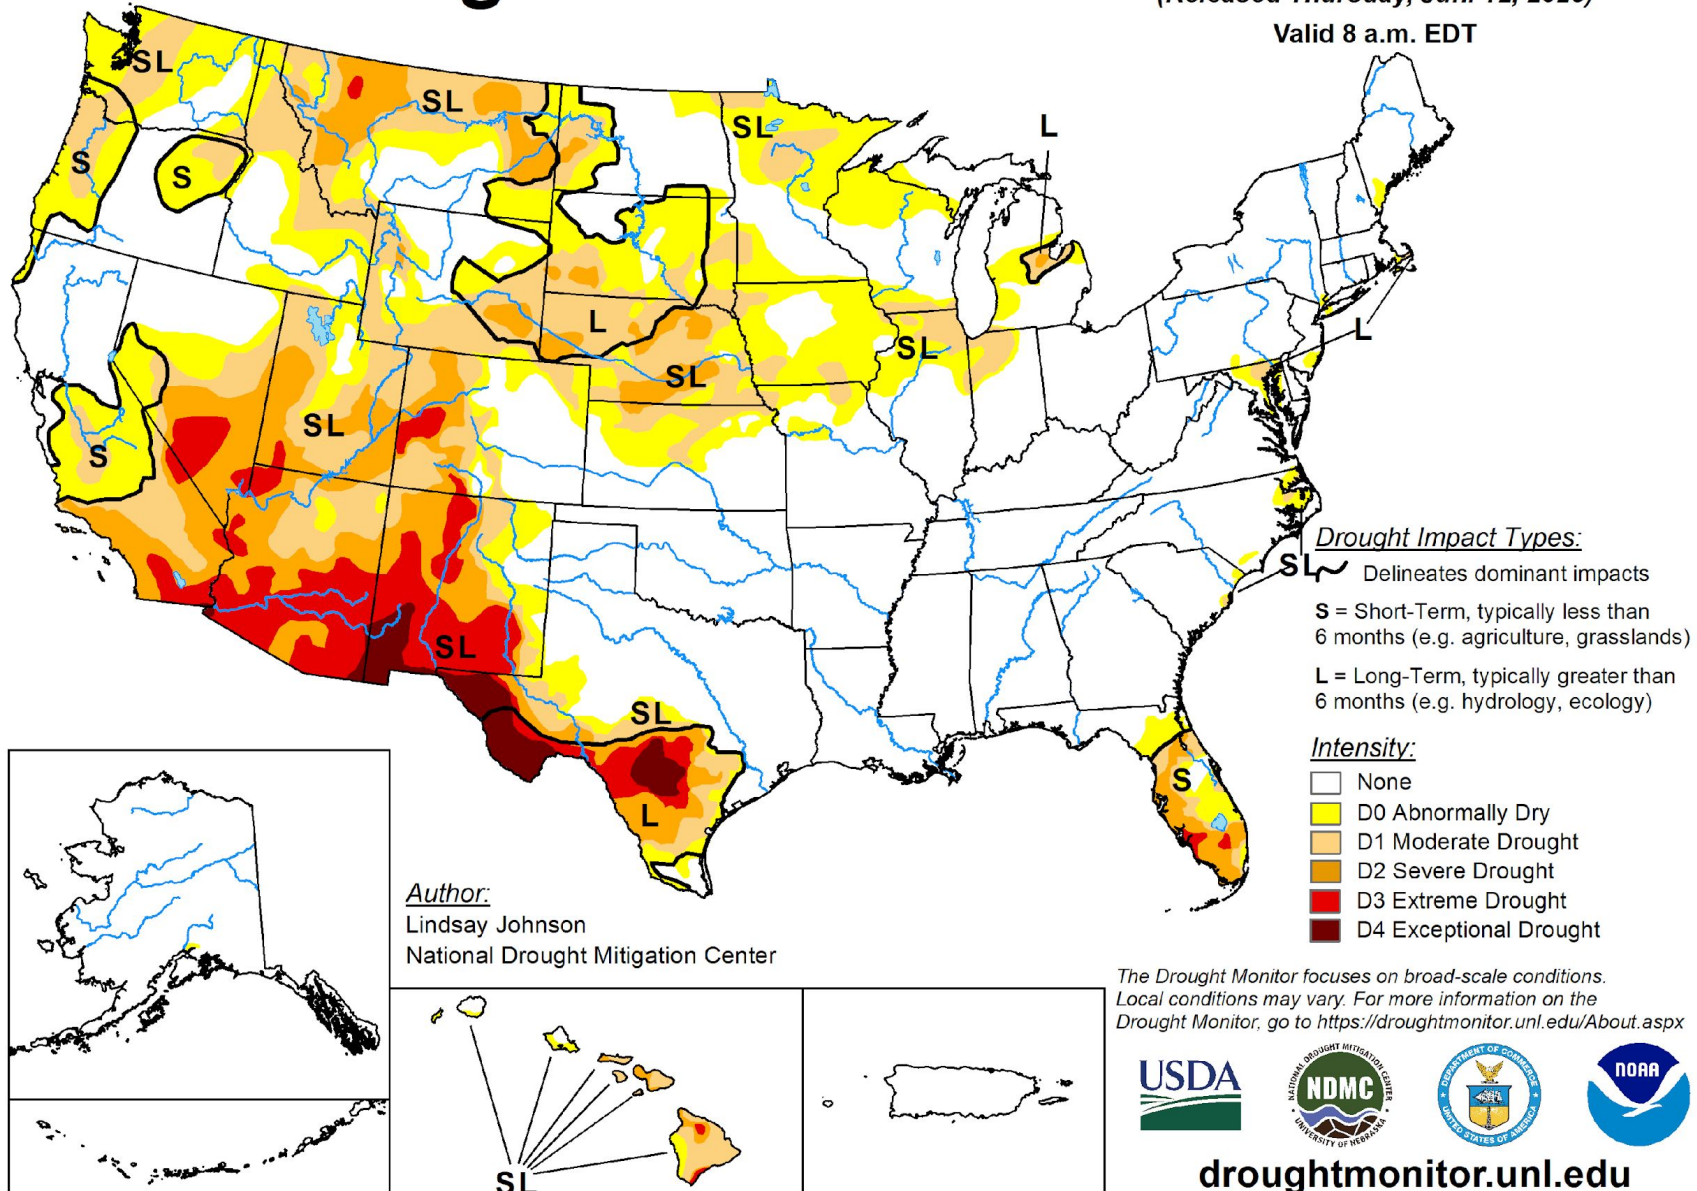 (Released Thursday, Jun. 12, 2025)
Valid 8 a.m. EDT
SL
SL
SL
L
S
S
L
L
SL
SL
SL
S
SL
SL
SL
L
S
SL
Drought Impact Types:
Delineates dominant impacts
S = Short-Term, typically less than
6 months (e.g. agriculture, grasslands)
L = Long-Term, typically greater than
6 months (e.g. hydrology, ecology)
Intensity:
None
D0 Abnormally Dry
D1 Moderate Drought
D2 Severe Drought
D3 Extreme Drought
D4 Exceptional Drought
Author:
Lindsay Johnson
National Drought Mitigation Center
SL
The Drought Monitor focuses on broad-scale conditions.
Local conditions may vary. For more information on the
Drought Monitor, go to https://droughtmonitor.unl.edu/About.aspx
USDA
NATIONAL DROUGHT MITIGATION CENTER
NDMC
UNIVERSITY OF NEBRASKA
DEPARTMENT OF COMMERCE
UNITED STATES OF AMERICA
NOAA
droughtmonitor.unl.edu